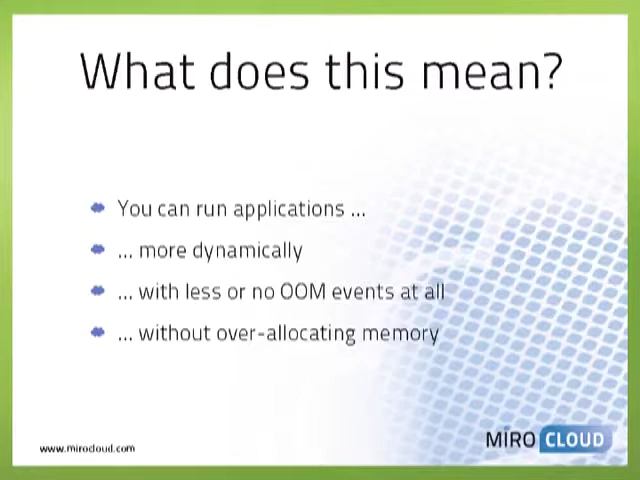 What does this mean?
You can run applications ...
... more dynamically
... with less or no OOM events at all
... without over-allocating memory
www.mirocloud.com
MIRO CLOUD